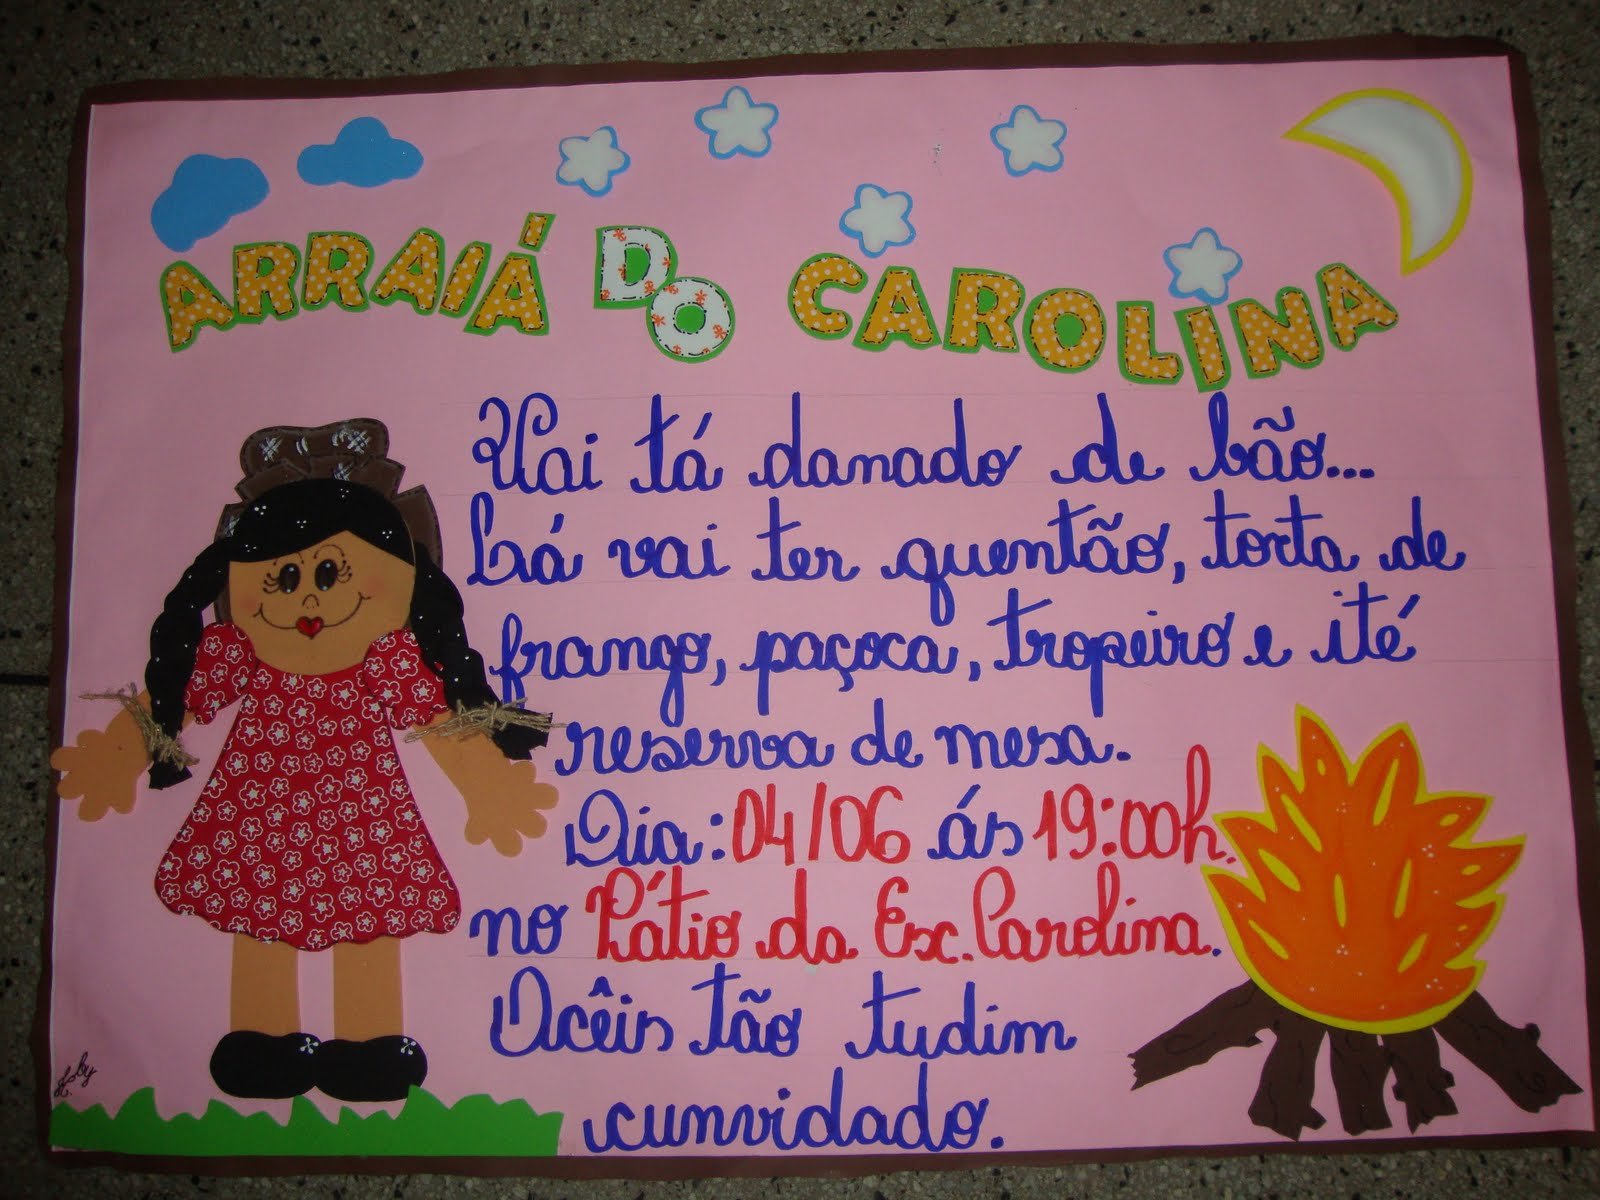 ARRAIÁ DO CAROLINA
Vai tá danado de bão...
Lá vai ter quentão, torta de
frango, paçoca, tropeiro e ité
reserva de mesa.
Dia: 04/06 ás 19:00h.
no Pátio da Esc. Carolina.
Ocêis tão tudim
cunvidado.